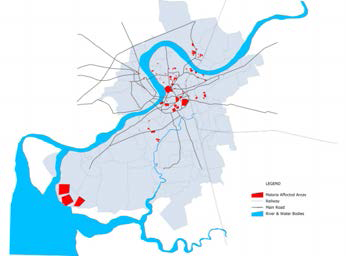 LEGEND
Malaria Affected Areas
Railway
Main Road
River & Water Bodies